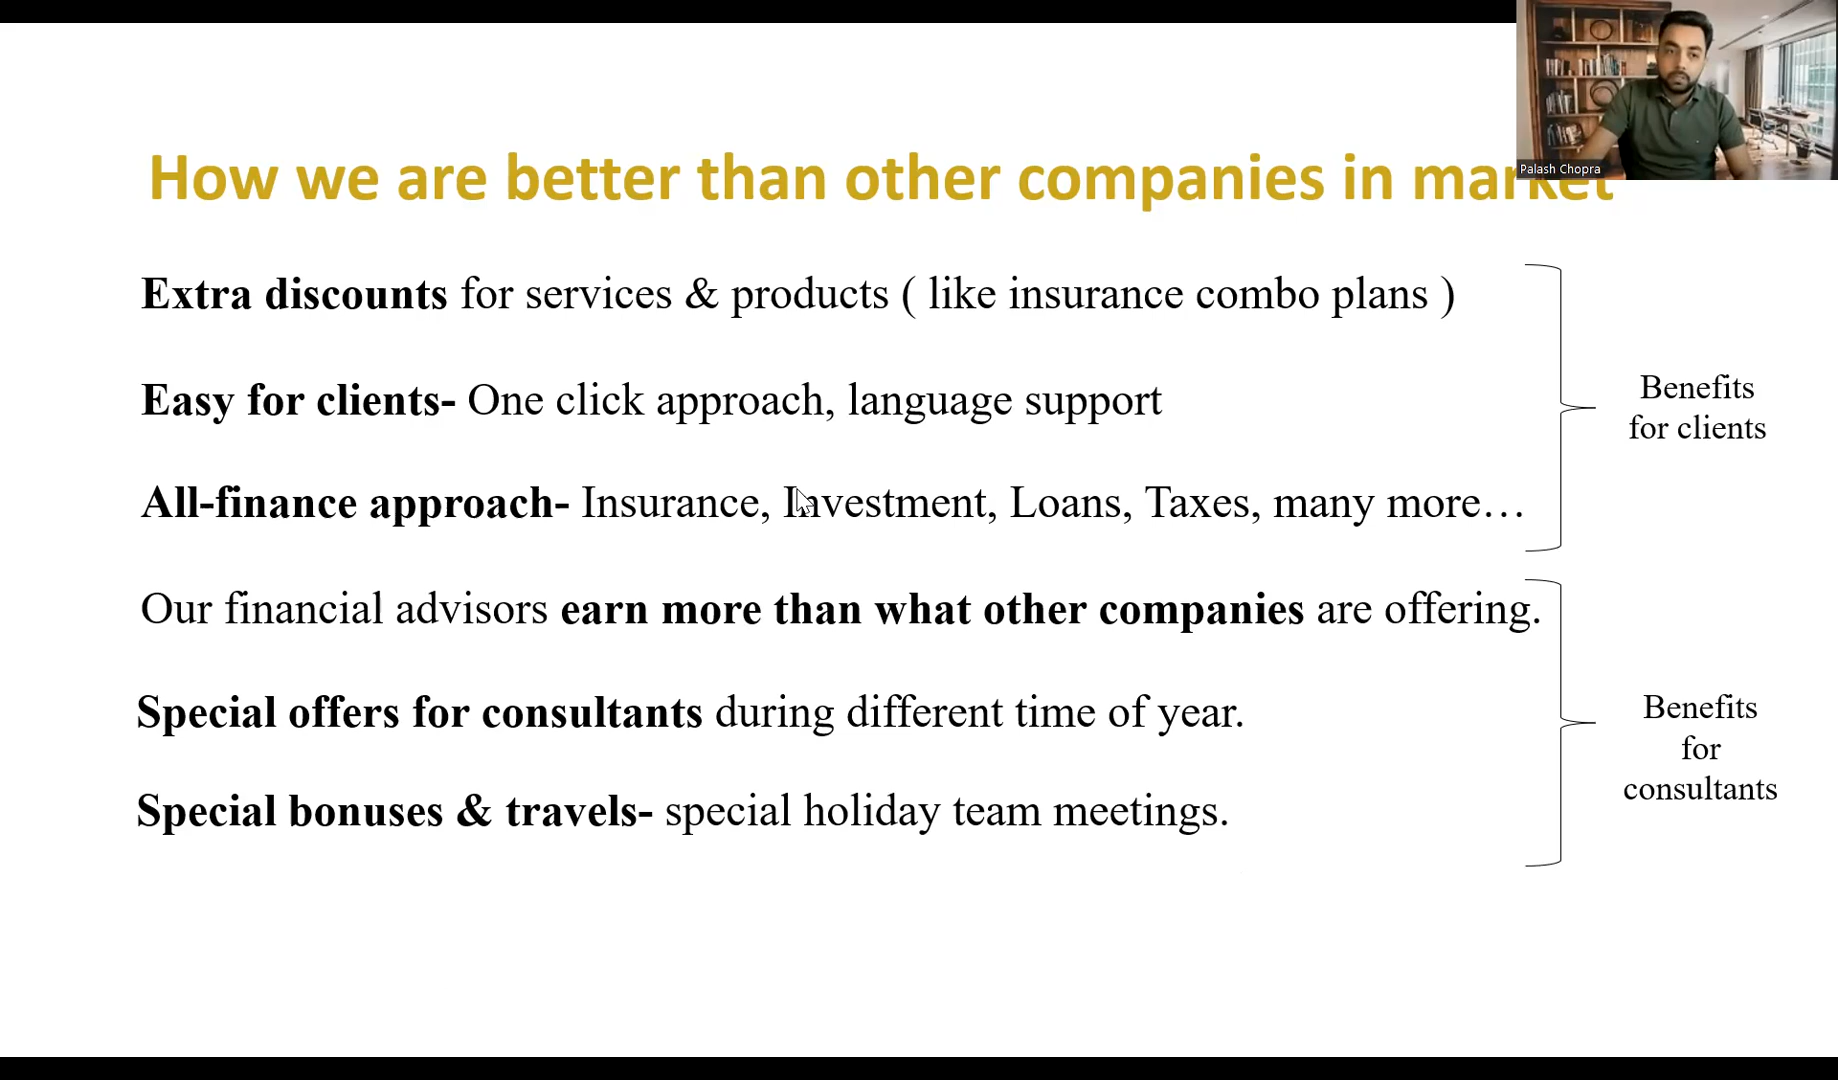 Palash Chopra
How we are better than other companies in market
Extra discounts for services & products ( like insurance combo plans )
Easy for clients- One click approach, language support
All-finance approach- Insurance, Investment, Loans, Taxes, many more…
Benefits
for clients
Our financial advisors earn more than what other companies are offering.
Special offers for consultants during different time of year.
Special bonuses & travels- special holiday team meetings.
Benefits
for
consultants